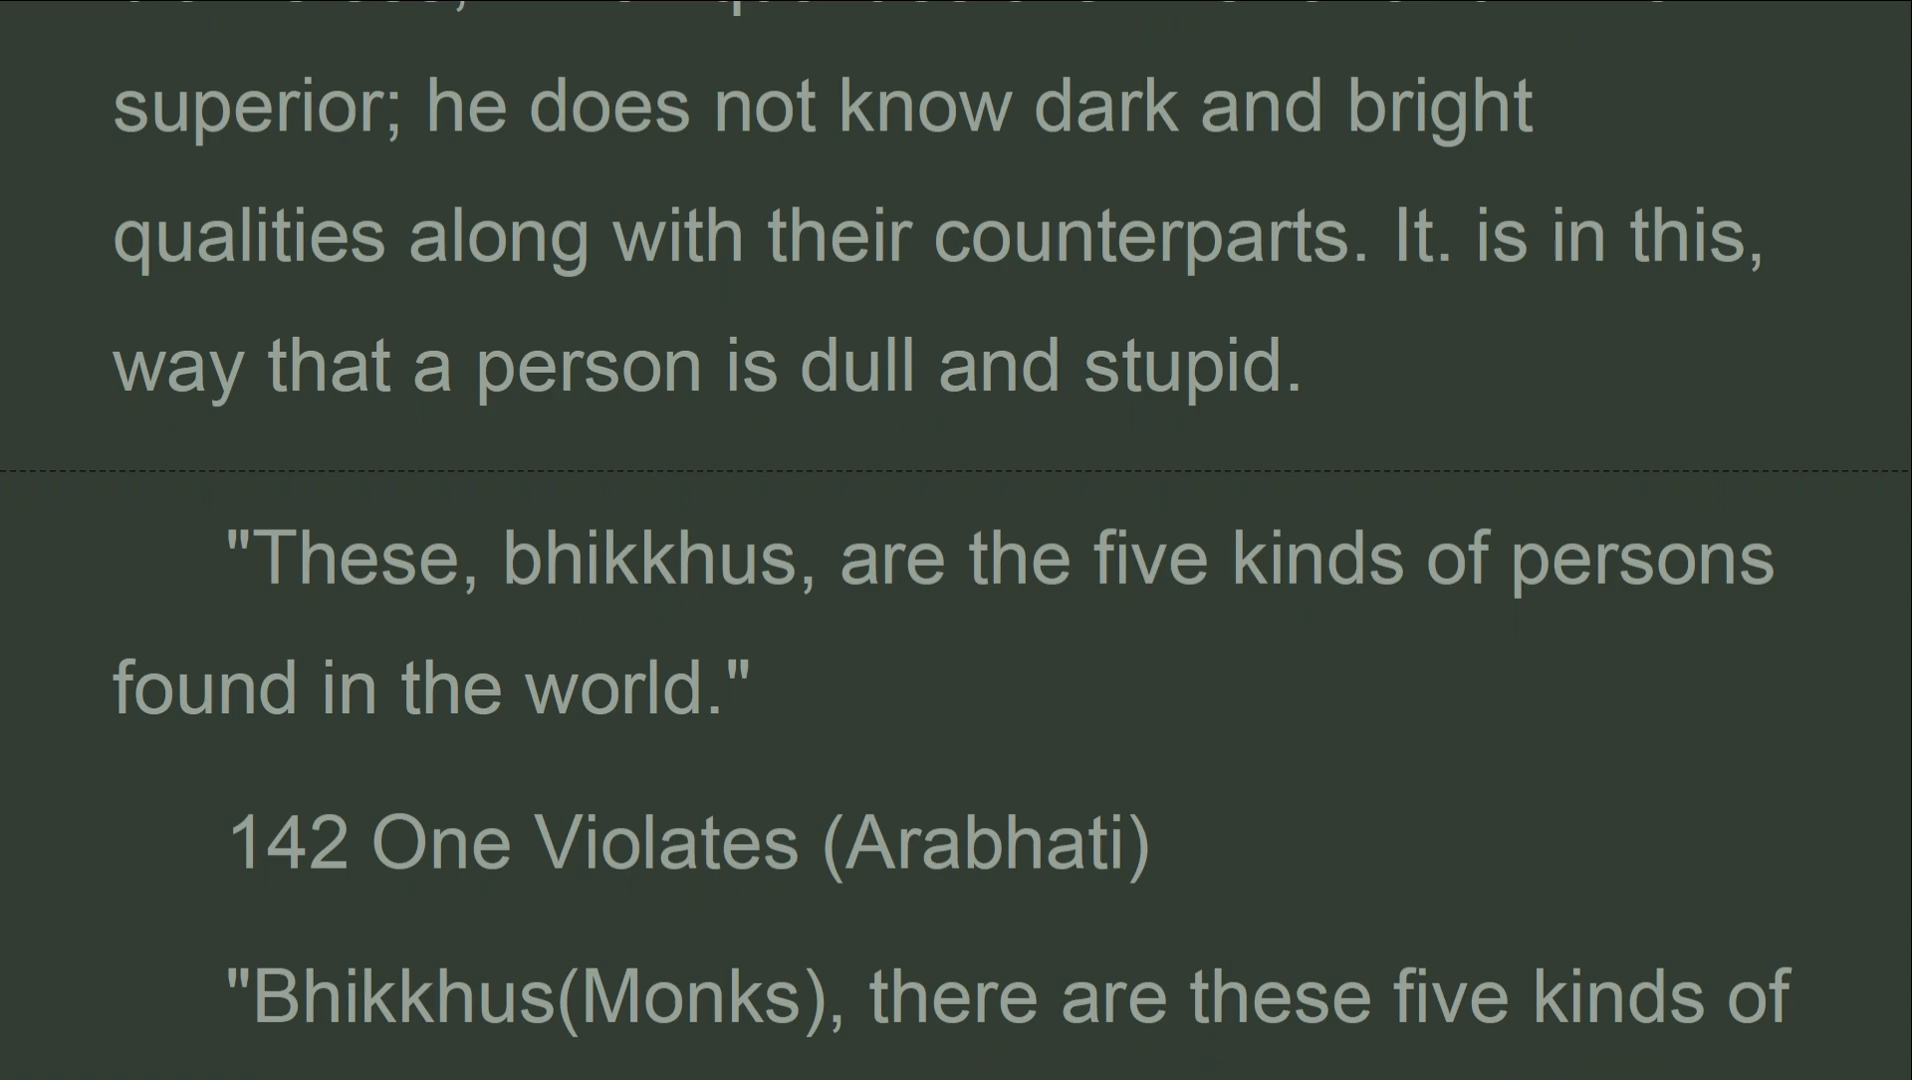 superior; he does not know dark and bright
qualities along with their counterparts. It. is in this,
way that a person is dull and stupid.
"These, bhikkhus, are the five kinds of persons
found in the world."
142 One Violates (Arabhati)
"Bhikkhus(Monks), there are these five kinds of